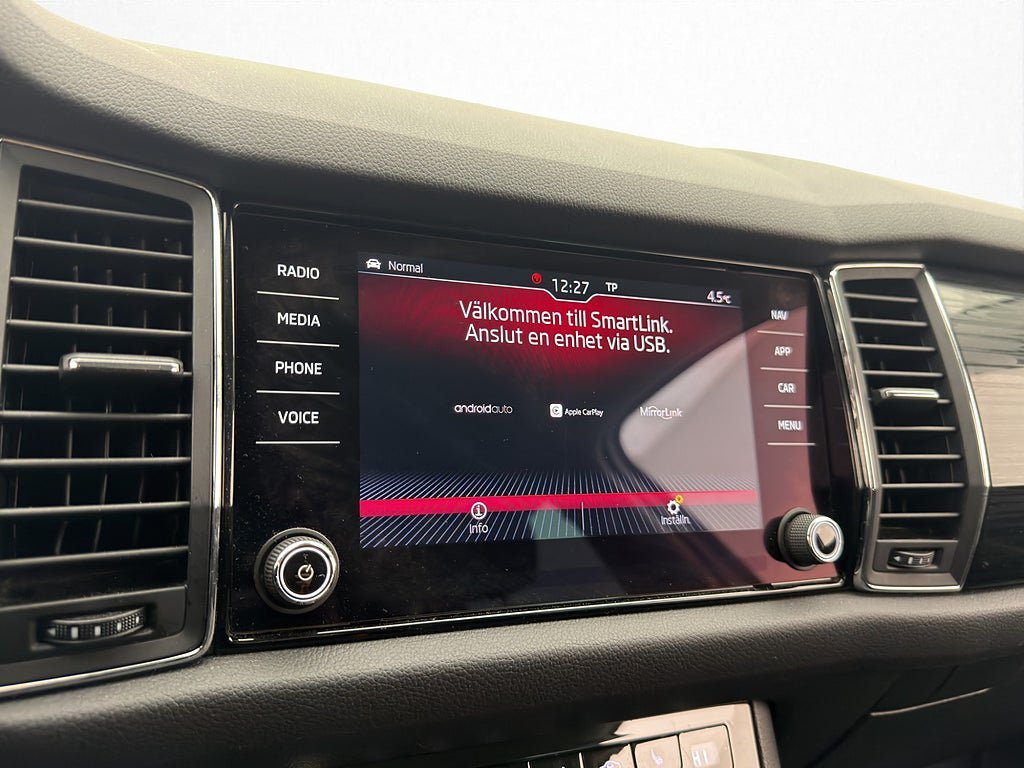 RADIO
MEDIA
PHONE
VOICE
Normal
12:27 TP
4.5°C
Välkommen till SmartLink.
Anslut en enhet via USB.
androidauto
Apple CarPlay
MirrorLink
Info
Inställn.
NAV
APP
CAR
MENU